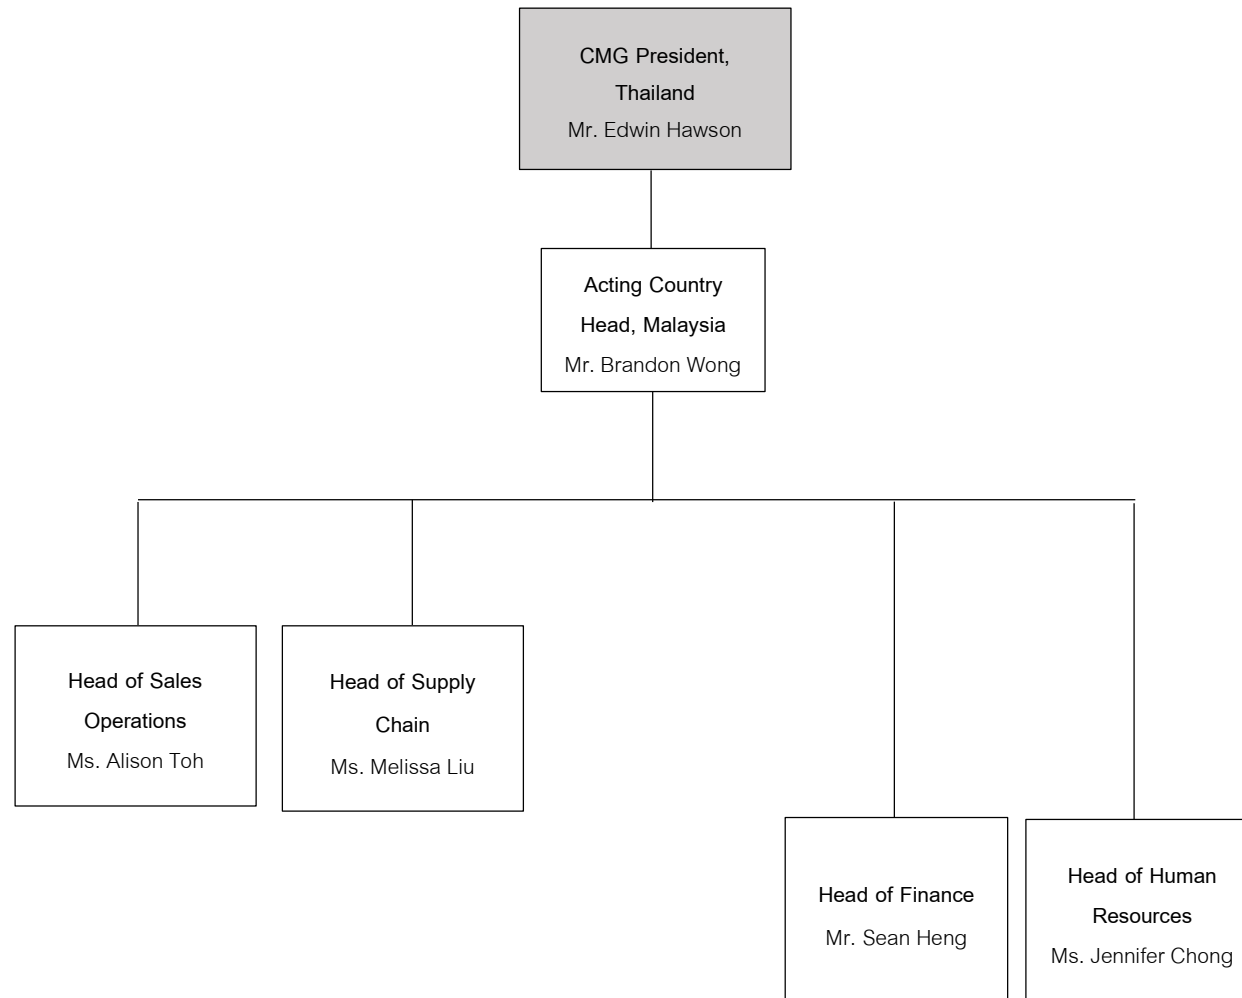 CMG President,
Thailand
Mr. Edwin Hawson
Acting Country
Head, Malaysia
Mr. Brandon Wong
Head of Sales
Operations
Ms. Alison Toh
Head of Supply
Chain
Ms. Melissa Liu
Head of Finance
Mr. Sean Heng
Head of Human
Resources
Ms. Jennifer Chong